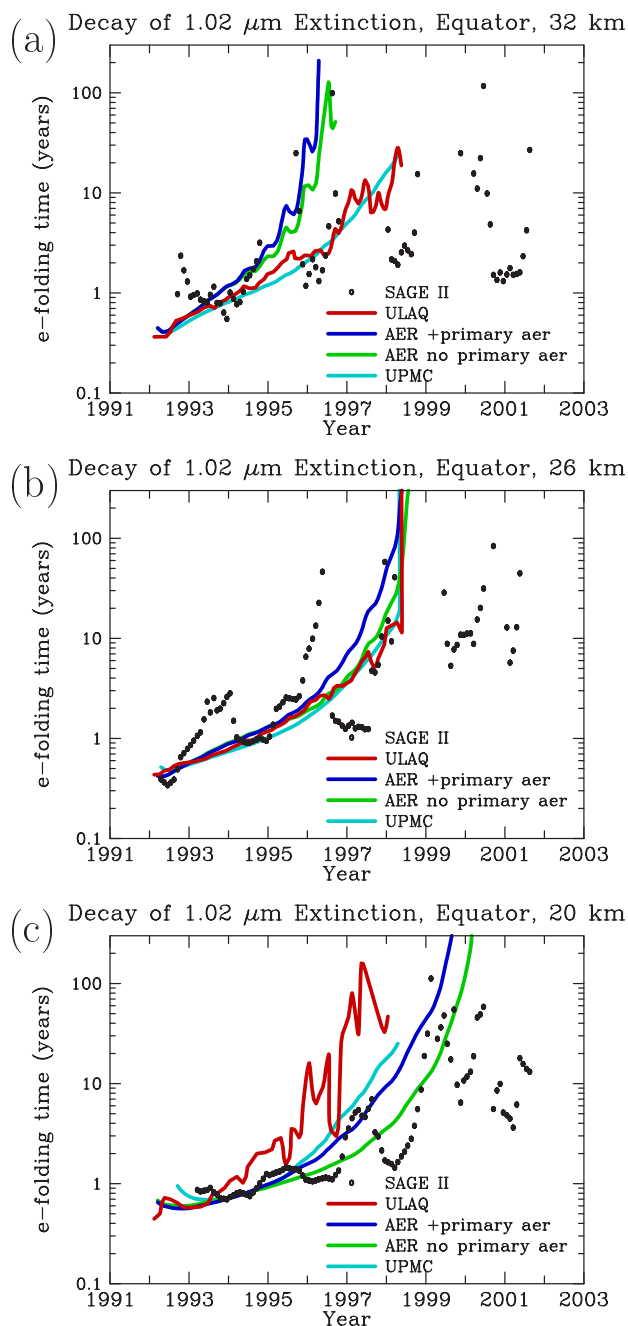 (a) Decay of 1.02 μm Extinction, Equator, 32 km
e-folding time (years)
100
10
1
0.1
SAGE II
ULAQ
AER +primary aer
AER no primary aer
UPMC
1991 1993 1995 1997 1999 2001 2003
Year
(b) Decay of 1.02 μm Extinction, Equator, 26 km
e-folding time (years)
100
10
1
0.1
SAGE II
ULAQ
AER +primary aer
AER no primary aer
UPMC
1991 1993 1995 1997 1999 2001 2003
Year
(c) Decay of 1.02 μm Extinction, Equator, 20 km
e-folding time (years)
100
10
1
0.1
SAGE II
ULAQ
AER +primary aer
AER no primary aer
UPMC
1991 1993 1995 1997 1999 2001 2003
Year